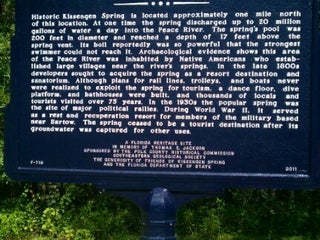 Historic Kissengen Spring is located approximately one mile north
of this location. At one time the spring discharged up to 20 million
gallons of water a day into the Peace River. The spring's pool was
200 feet in diameter and reached a depth of 17 feet above the
spring vent. Its boil reportedly was so powerful that the strongest
swimmer could not reach it. Archaeological evidence shows this area
of the Peace River was inhabited by Native Americans who estab-
lished large villages near the river's springs. In the late 1800s
developers sought to acquire the spring as a resort destination and
sanatorium. Although plans for rail lines, trolleys, and boats never
were realized to exploit the spring for tourism, a dance floor, dive
platform, and bathhouses were built, and thousands of locals and
tourists visited over 75 years. In the 1930s the popular spring was
the site of major political rallies. During World War II, it served
as a rest and recuperation resort for members of the military based
near Bartow. The spring ceased to be a tourist destination after its
groundwater was captured for other uses.
A FLORIDA HERITAGE SITE
IN MEMORY OF THOMAS E. JACKSON
SPONSORED BY THE POLK COUNTY HISTORICAL COMMISSION
SOUTHEASTERN GEOLOGICAL SOCIETY
THE GENEROSITY OF FRIENDS OF KISSENGEN SPRING
AND THE FLORIDA DEPARTMENT OF STATE
F-718 2011